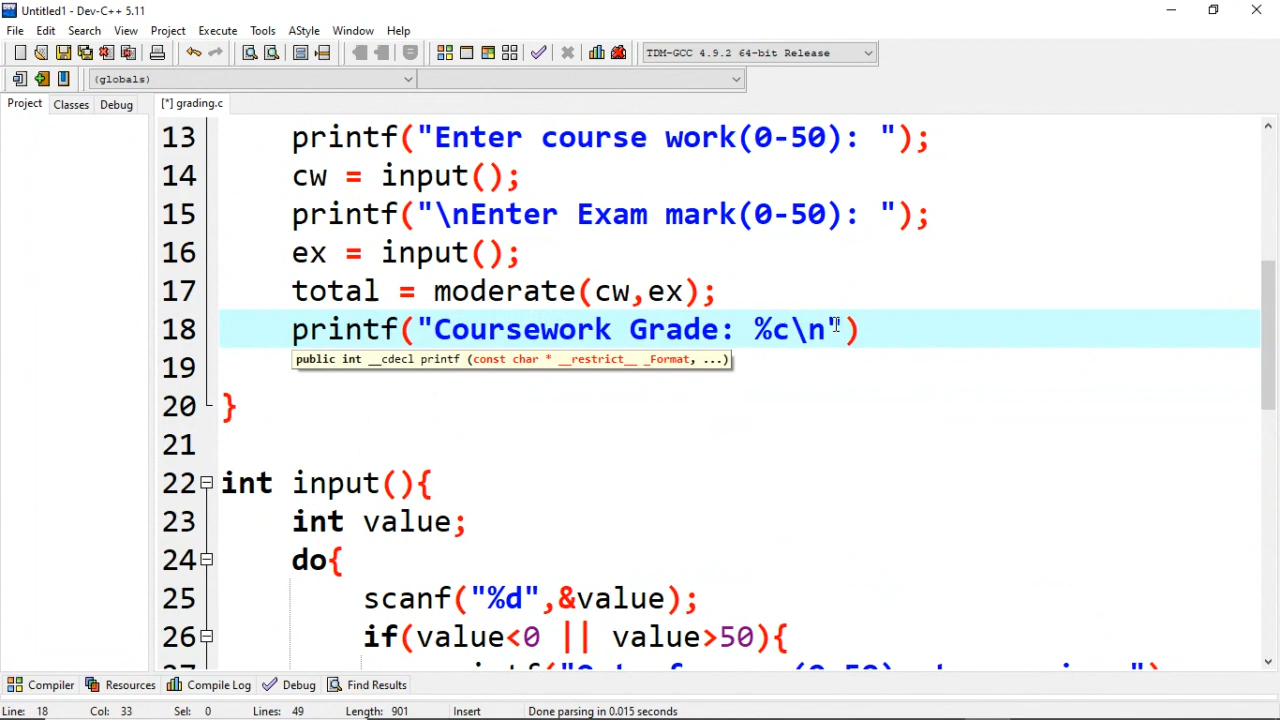 Untitled1 - Dev-C++ 5.11
File Edit Search View Project Execute Tools AStyle Window Help
TDM-GCC 4.9.2 64-bit Release
(globals)
Project Classes Debug [*] grading.c
13 printf("Enter course work(0-50): ");
14 cw = input();
15 printf("\nEnter Exam mark(0-50): ");
16 ex = input();
17 total = moderate(cw,ex);
18 printf("Coursework Grade: %c\n")
public int __cdecl printf (const char * __restrict__ _Format, ...)
19
20 }
21
22 int input(){
23 int value;
24 do{
25 scanf("%d",&value);
26 if(value<0 || value>50){
Compiler Resources Compile Log Debug Find Results
Line: 18 Col: 33 Sel: 0 Lines: 49 Length: 901 Insert Done parsing in 0.015 seconds